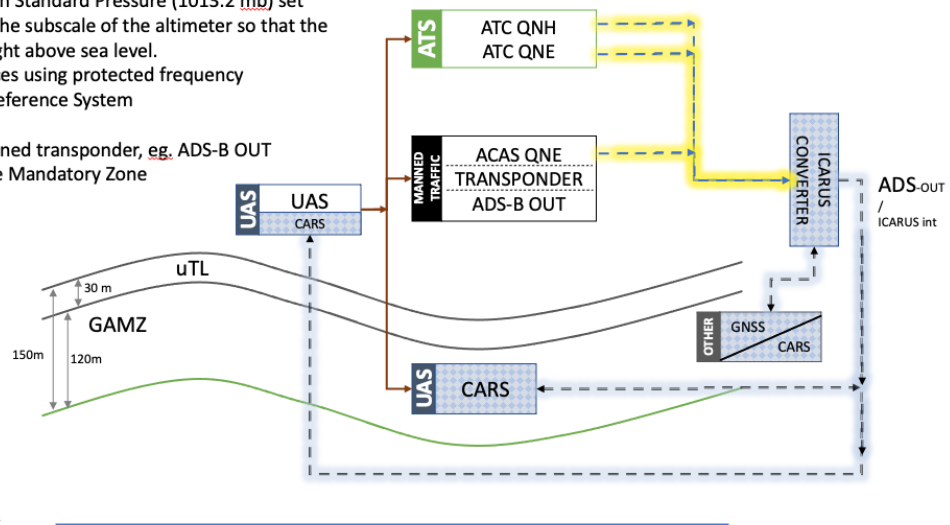 n Standard Pressure (1013.2 mb) set
he subscale of the altimeter so that the
ght above sea level.
es using protected frequency
eference System
ned transponder, eg. ADS-B OUT
e Mandatory Zone
ATS
ATC QNH
ATC QNE
MANNED
TRAFFIC
ACAS QNE
TRANSPONDER
ADS-B OUT
ICARUS
CONVERTER
ADS-OUT
/
ICARUS int
UAS
UAS
CARS
uTL
30 m
GAMZ
150m
120m
OTHER
GNSS
CARS
UAS
CARS